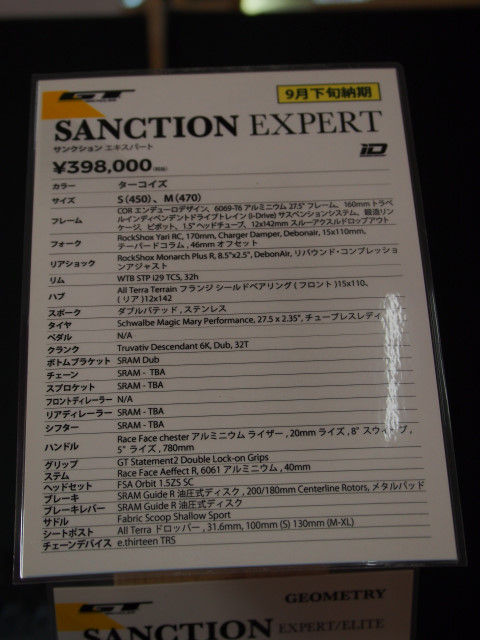 GT
9月下旬納期
SANCTION EXPERT
サンクション エキスパート
iD
¥398,000(税抜)
カラー ターコイズ
サイズ S(450)、M(470)
フレーム COR エンデューロデザイン、6069-T6 アルミニウム 27.5" フレーム、160mm トラベ
ルインディペンデントドライブトレイン (I-Drive) サスペンションシステム、鍛造リン
ケージ、ピボット、1.5" ヘッドチューブ、12x142mm スルーアクスルドロップアウト
フォーク RockShox Yari RC, 170mm, Charger Damper, Debonair, 15x110mm,
テーパードコラム , 46mm オフセット
リアショック RockShox Monarch Plus R, 8.5"x2.5", DebonAir, リバウンド・コンプレッシ
ョンアジャスト
リム WTB STP i29 TCS, 32h
ハブ All Terra Terrain フランジ シールドベアリング ( フロント )15x110、
( リア )12x142
スポーク ダブルバテッド , ステンレス
タイヤ Schwalbe Magic Mary Performance, 27.5 x 2.35", チューブレスレディ
ペダル N/A
クランク Truvativ Descendant 6K, Dub, 32T
ボトムブラケット SRAM Dub
チェーン SRAM - TBA
スプロケット SRAM - TBA
フロントディレーラー N/A
リアディレーラー SRAM - TBA
シフター SRAM - TBA
ハンドル Race Face chester アルミニウム ライザー , 20mm ライズ , 8° スウィープ ,
5° ライズ , 780mm
グリップ GT Statement2 Double Lock-on Grips
ステム Race Face Aeffect R, 6061 アルミニウム , 40mm
ヘッドセット FSA Orbit 1.5ZS SC
ブレーキ SRAM Guide R 油圧式ディスク , 200/180mm Centerline Rotors, メタルパッド
ブレーキレバー SRAM Guide R 油圧式ディスク
サドル Fabric Scoop Shallow Sport
シートポスト All Terra ドロッパー , 31.6mm, 100mm (S) 130mm (M-XL)
チェーンデバイス e.thirteen TRS
GT
GEOMETRY
SANCTION EXPERT/ELITE